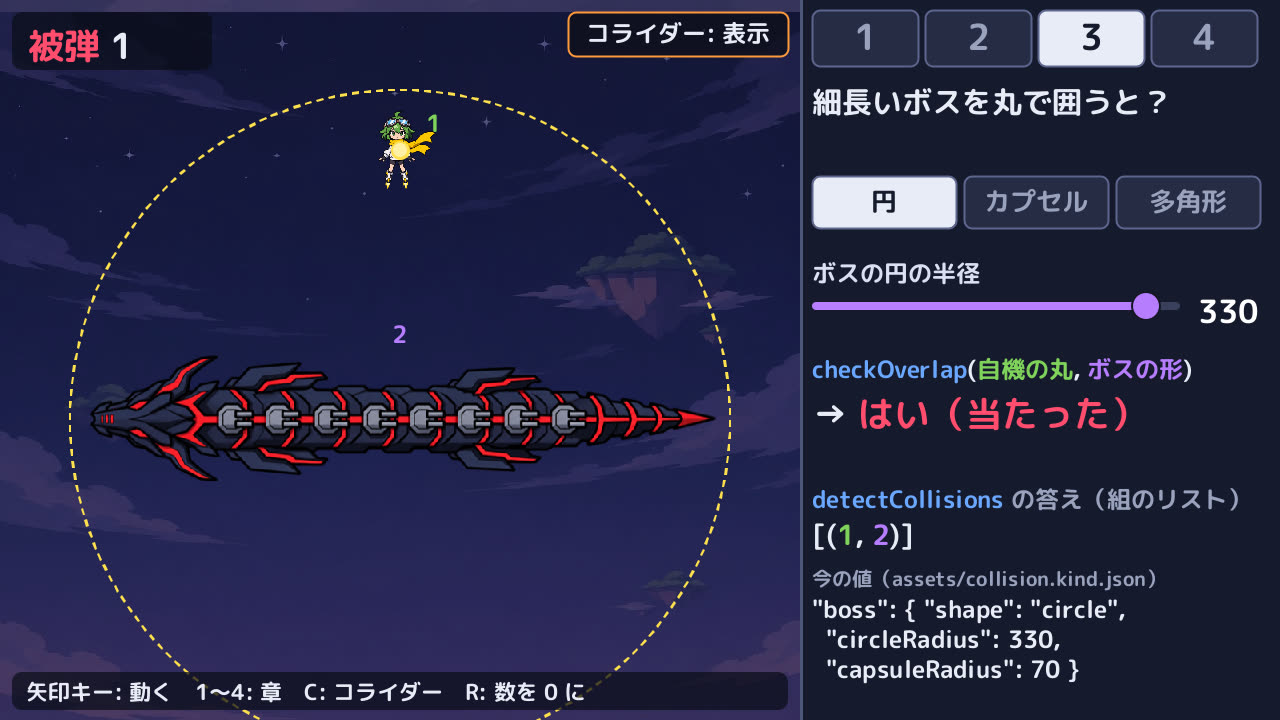 被弾 1
コライダー: 表示
1
2
矢印キー: 動く 1〜4: 章 C: コライダー R: 数を 0 に
1 2 3 4
細長いボスを丸で囲うと？
円 カプセル 多角形
ボスの円の半径
330
checkOverlap(自機の丸, ボスの形)
→ はい（当たった）
detectCollisions の答え（組のリスト）
[(1, 2)]
今の値（assets/collision.kind.json）
"boss": { "shape": "circle",
"circleRadius": 330,
"capsuleRadius": 70 }